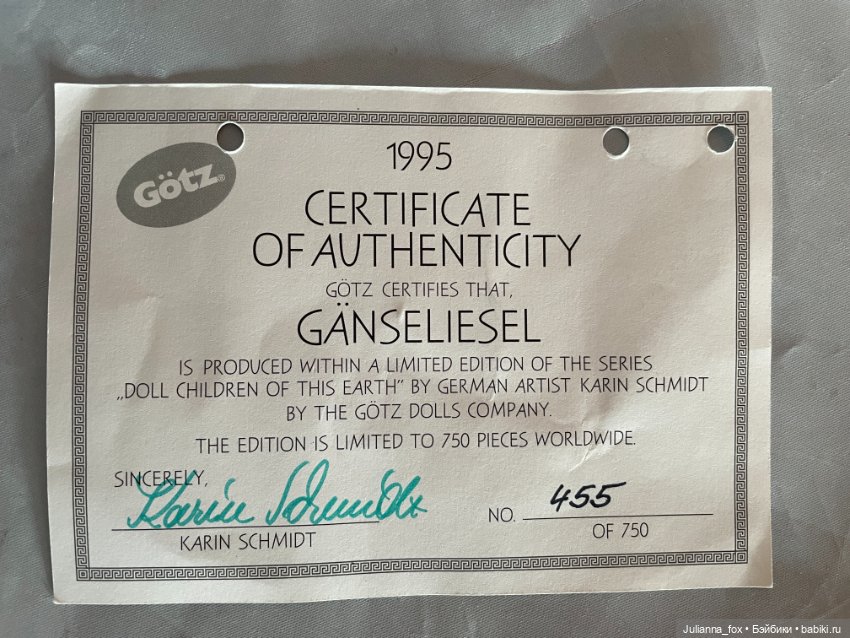 Götz®
1995
CERTIFICATE
OF AUTHENTICITY
GÖTZ CERTIFIES THAT,
GÄNSELIESEL
IS PRODUCED WITHIN A LIMITED EDITION OF THE SERIES
„DOLL CHILDREN OF THIS EARTH" BY GERMAN ARTIST KARIN SCHMIDT
BY THE GÖTZ DOLLS COMPANY.
THE EDITION IS LIMITED TO 750 PIECES WORLDWIDE.
SINCERELY,
Karin Schmidt
KARIN SCHMIDT
NO. 455
OF 750
Julianna_fox • Бэйбики • babiki.ru